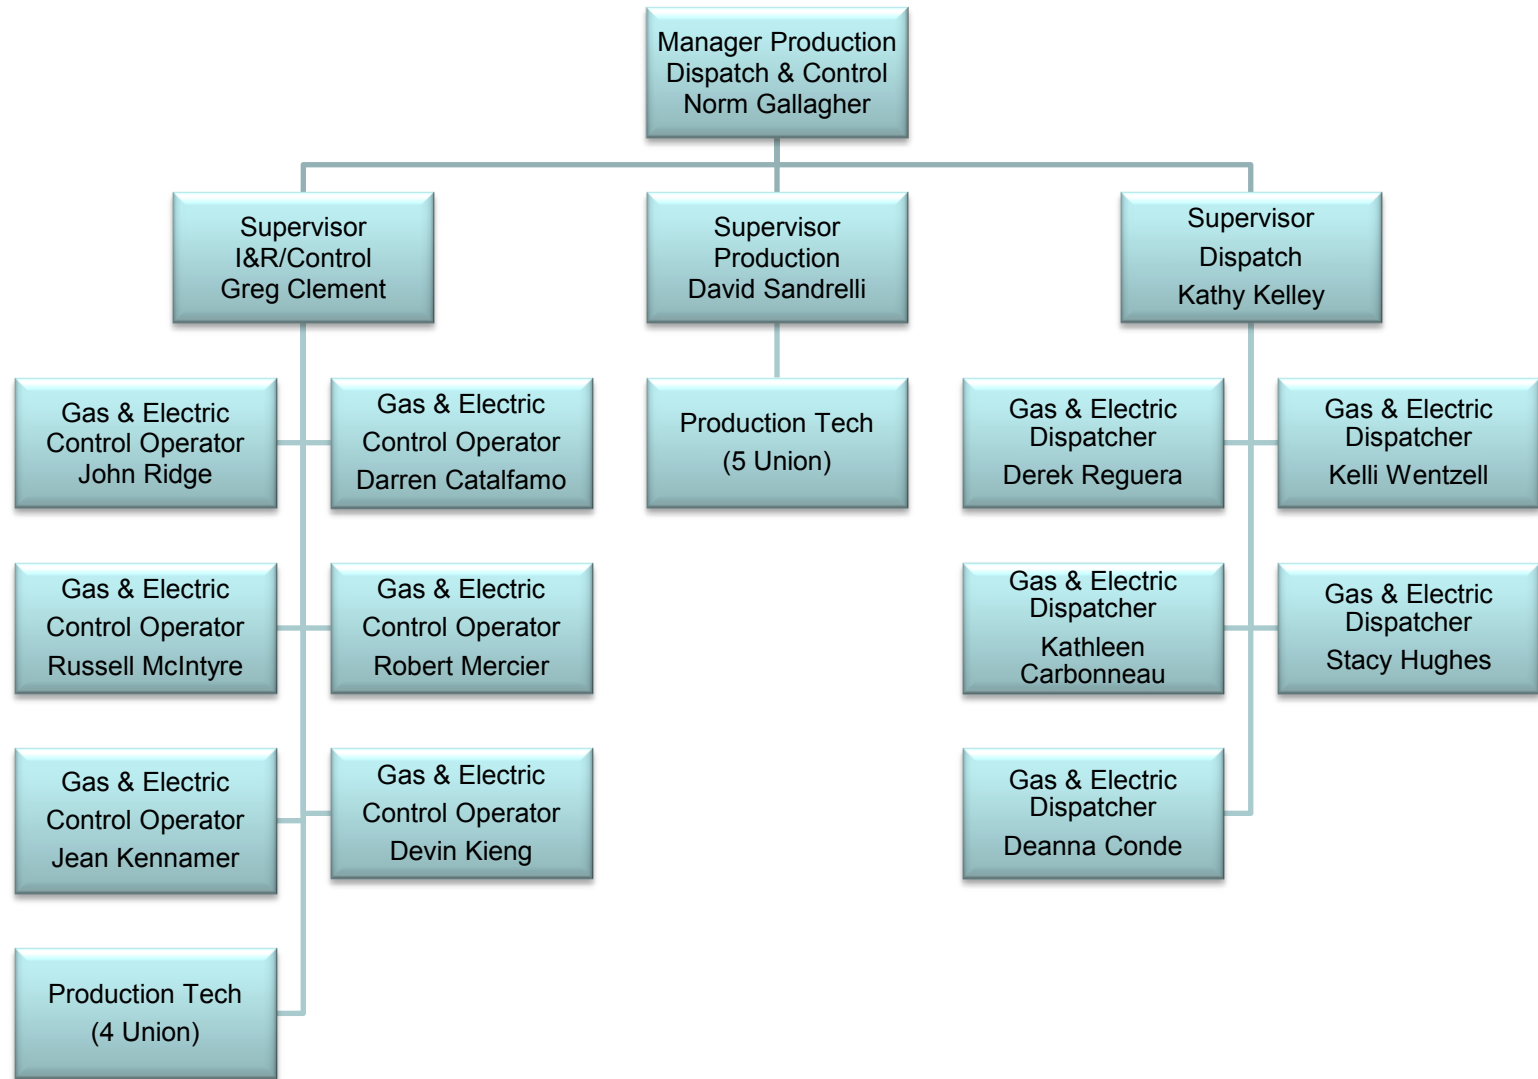 Manager Production
Dispatch & Control
Norm Gallagher
Supervisor
I&R/Control
Greg Clement
Supervisor
Production
David Sandrelli
Supervisor
Dispatch
Kathy Kelley
Gas & Electric
Control Operator
John Ridge
Gas & Electric
Control Operator
Darren Catalfamo
Production Tech
(5 Union)
Gas & Electric
Dispatcher
Derek Reguera
Gas & Electric
Dispatcher
Kelli Wentzell
Gas & Electric
Control Operator
Russell McIntyre
Gas & Electric
Control Operator
Robert Mercier
Gas & Electric
Dispatcher
Kathleen
Carbonneau
Gas & Electric
Dispatcher
Stacy Hughes
Gas & Electric
Control Operator
Jean Kennamer
Gas & Electric
Control Operator
Devin Kieng
Gas & Electric
Dispatcher
Deanna Conde
Production Tech
(4 Union)